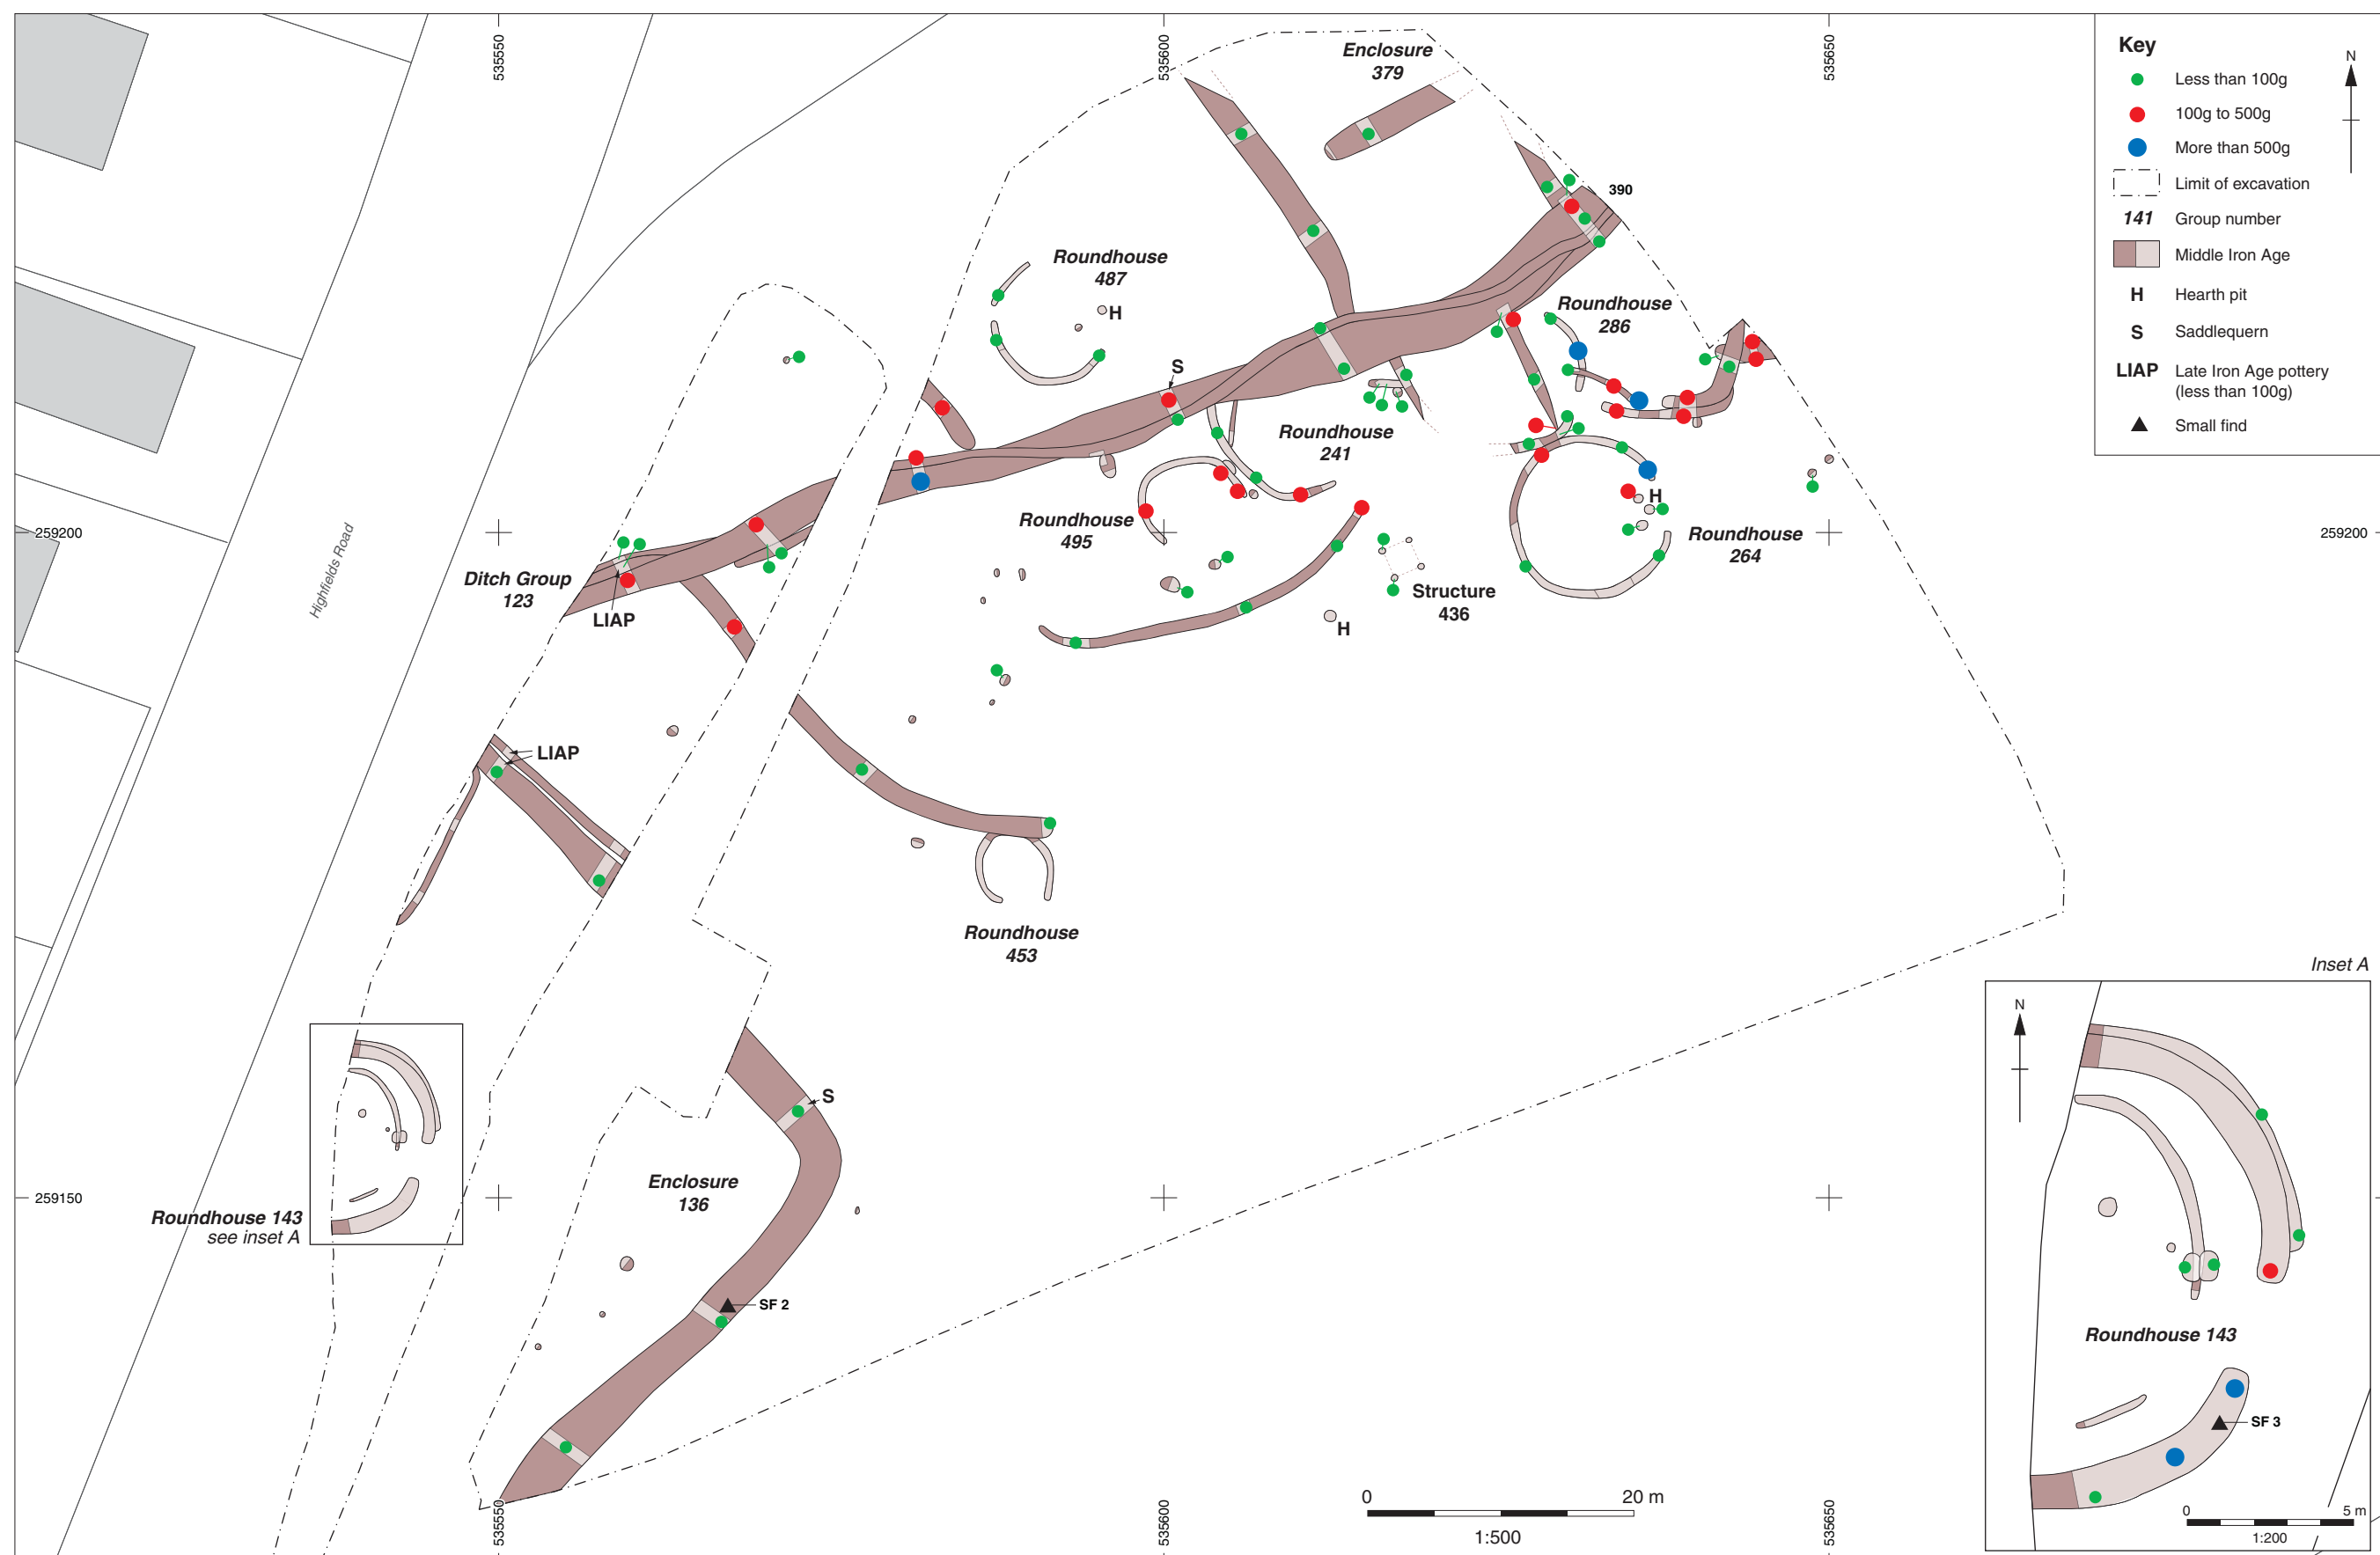 535550
535600
535650
Enclosure
379
390
Roundhouse
487
H
S
Roundhouse
286
Roundhouse
241
Roundhouse
495
H
Roundhouse
264
Structure
436
H
259200
259200
Highfields Road
Ditch Group
123
LIAP
LIAP
Roundhouse
453
Enclosure
136
S
SF 2
259150
Roundhouse 143
see inset A
535550
535600
535650
0 20 m
1:500
Key
N
Less than 100g
100g to 500g
More than 500g
Limit of excavation
141 Group number
Middle Iron Age
H Hearth pit
S Saddlequern
LIAP Late Iron Age pottery
(less than 100g)
Small find
Inset A
N
Roundhouse 143
SF 3
0 5 m
1:200